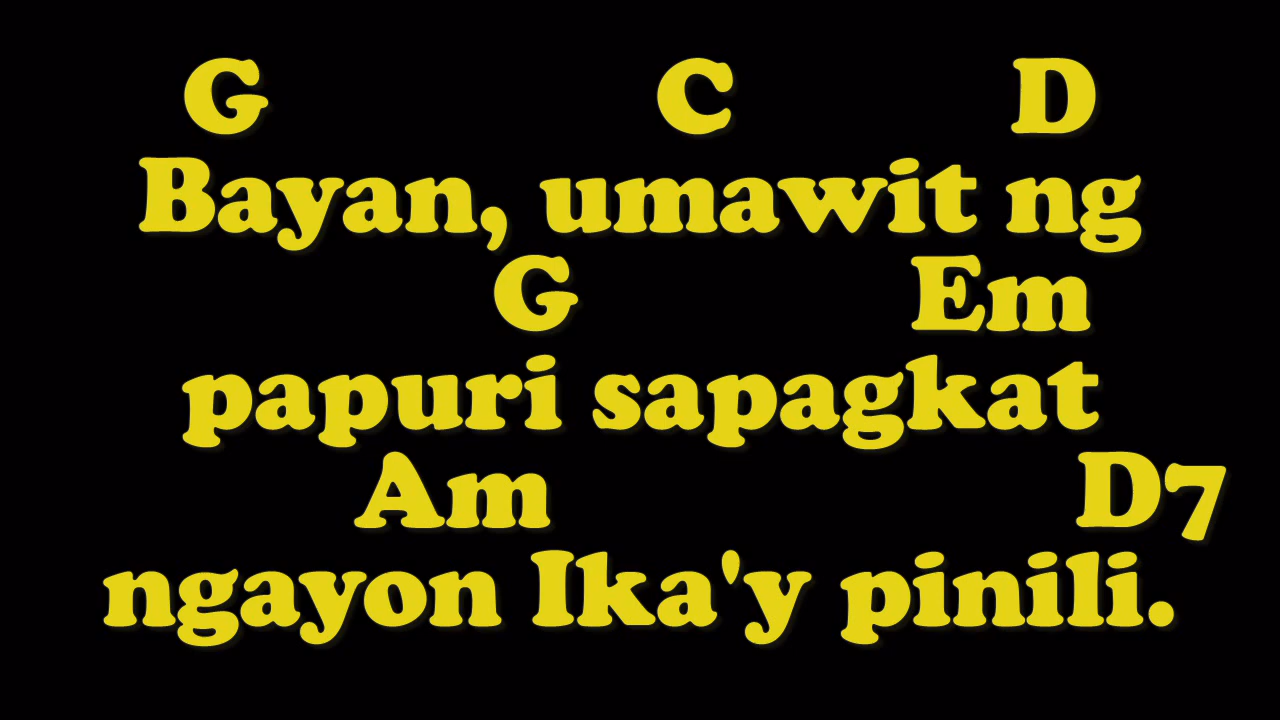 G C D
Bayan, umawit ng
G Em
papuri sapagkat
Am D7
ngayon Ika'y pinili.